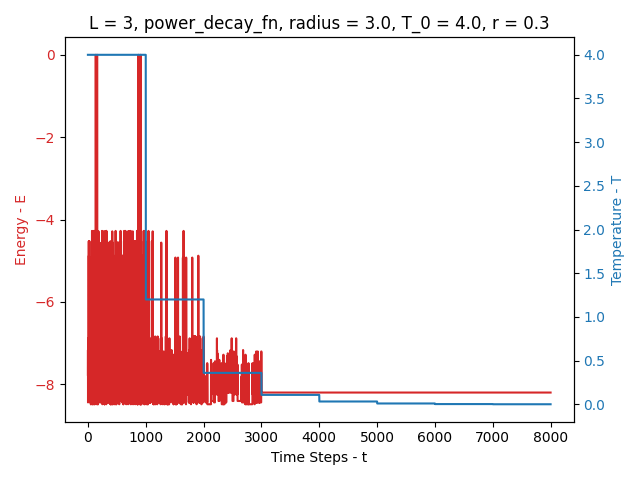 L = 3, power_decay_fn, radius = 3.0, T_0 = 4.0, r = 0.3
0
−2
−4
−6
−8
Energy - E
4.0
3.5
3.0
2.5
2.0
1.5
1.0
0.5
0.0
Temperature - T
0 1000 2000 3000 4000 5000 6000 7000 8000
Time Steps - t